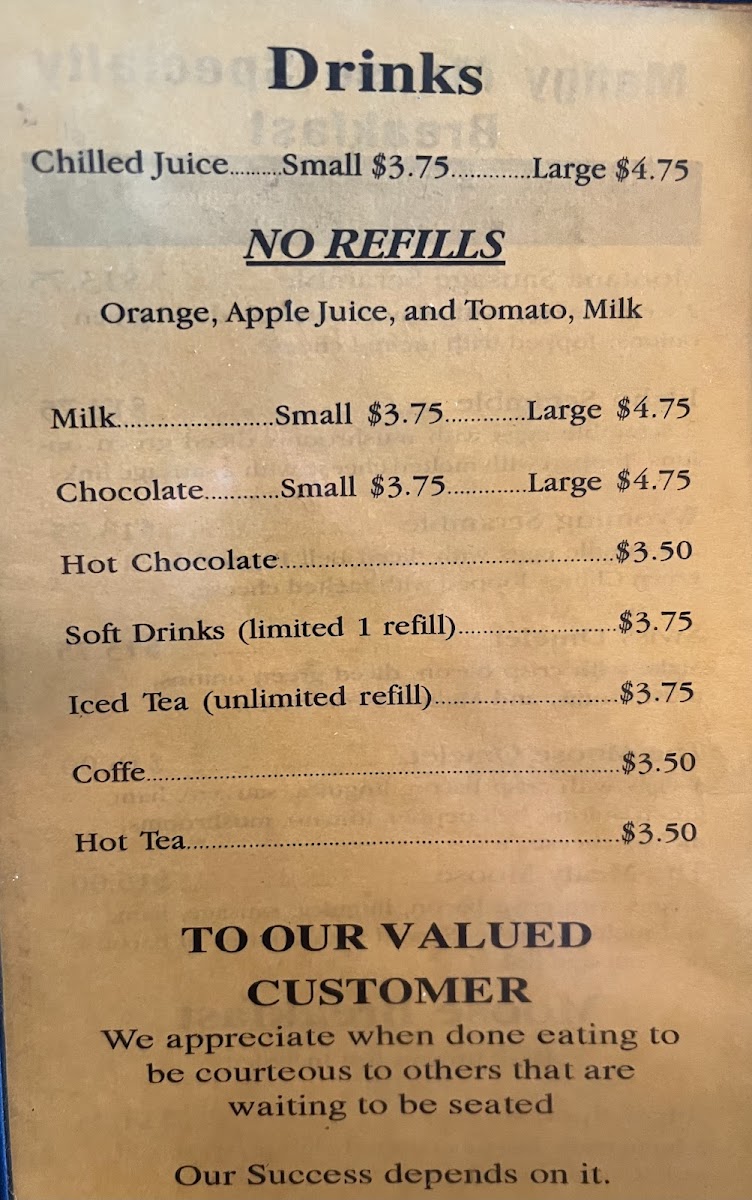 Drinks
Chilled Juice.........Small $3.75............Large $4.75
NO REFILLS
Orange, Apple Juice, and Tomato, Milk
Milk.......................Small $3.75............Large $4.75
Chocolate...........Small $3.75............Large $4.75
Hot Chocolate..................................................$3.50
Soft Drinks (limited 1 refill)........................$3.75
Iced Tea (unlimited refill)............................$3.75
Coffe.......................................................................$3.50
Hot Tea.................................................................$3.50
TO OUR VALUED
CUSTOMER
We appreciate when done eating to
be courteous to others that are
waiting to be seated
Our Success depends on it.